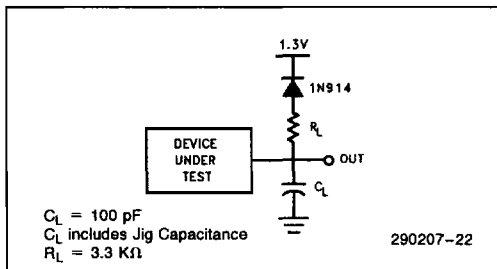 1.3V
1N914
R_L
DEVICE
UNDER
TEST
OUT
C_L
C_L = 100 pF
C_L includes Jig Capacitance
R_L = 3.3 KΩ
290207-22